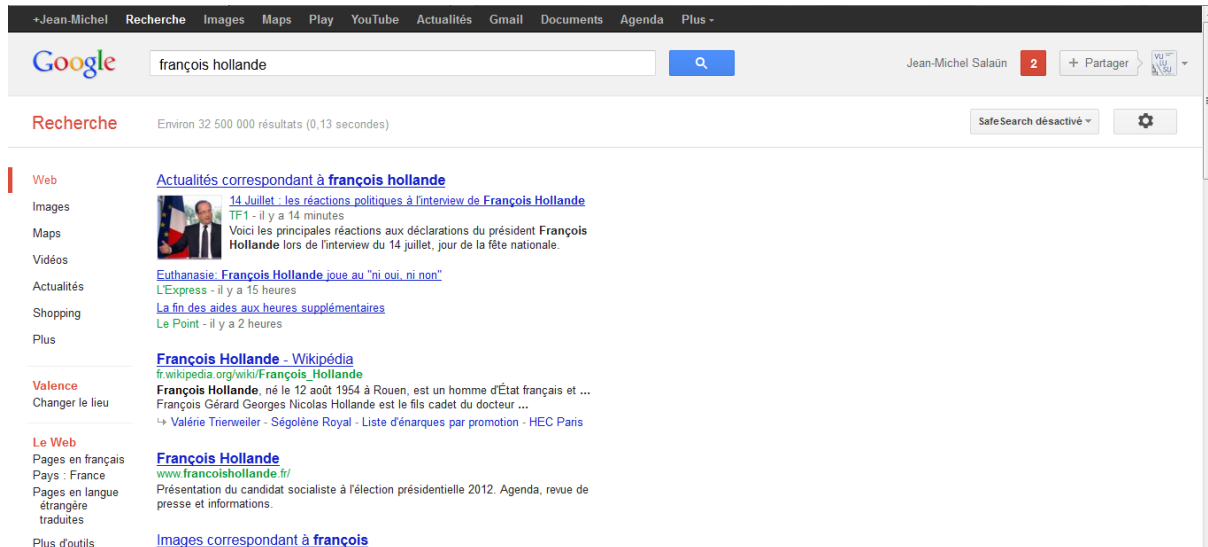 +Jean-Michel Recherche Images Maps Play YouTube Actualités Gmail Documents Agenda Plus
Google
françois hollande
Jean-Michel Salaün 2 + Partager VU LU SU
Recherche
Environ 32 500 000 résultats (0,13 secondes)
SafeSearch désactivé
Web
Images
Maps
Vidéos
Actualités
Shopping
Plus
Valence
Changer le lieu
Le Web
Pages en français
Pays : France
Pages en langue
étrangère
traduites
Plus d'outils
Actualités correspondant à françois hollande
14 Juillet : les réactions politiques à l'interview de François Hollande
TF1 - il y a 14 minutes
Voici les principales réactions aux déclarations du président François
Hollande lors de l'interview du 14 juillet, jour de la fête nationale.
Euthanasie: François Hollande joue au "ni oui, ni non"
L'Express - il y a 15 heures
La fin des aides aux heures supplémentaires
Le Point - il y a 2 heures
François Hollande - Wikipédia
fr.wikipedia.org/wiki/François_Hollande
François Hollande, né le 12 août 1954 à Rouen, est un homme d'État français et ...
François Gérard Georges Nicolas Hollande est le fils cadet du docteur ...
Valérie Trierweiler - Ségolène Royal - Liste d'énarques par promotion - HEC Paris
François Hollande
www.francoishollande.fr/
Présentation du candidat socialiste à l'élection présidentielle 2012. Agenda, revue de
presse et informations.
Images correspondant à françois